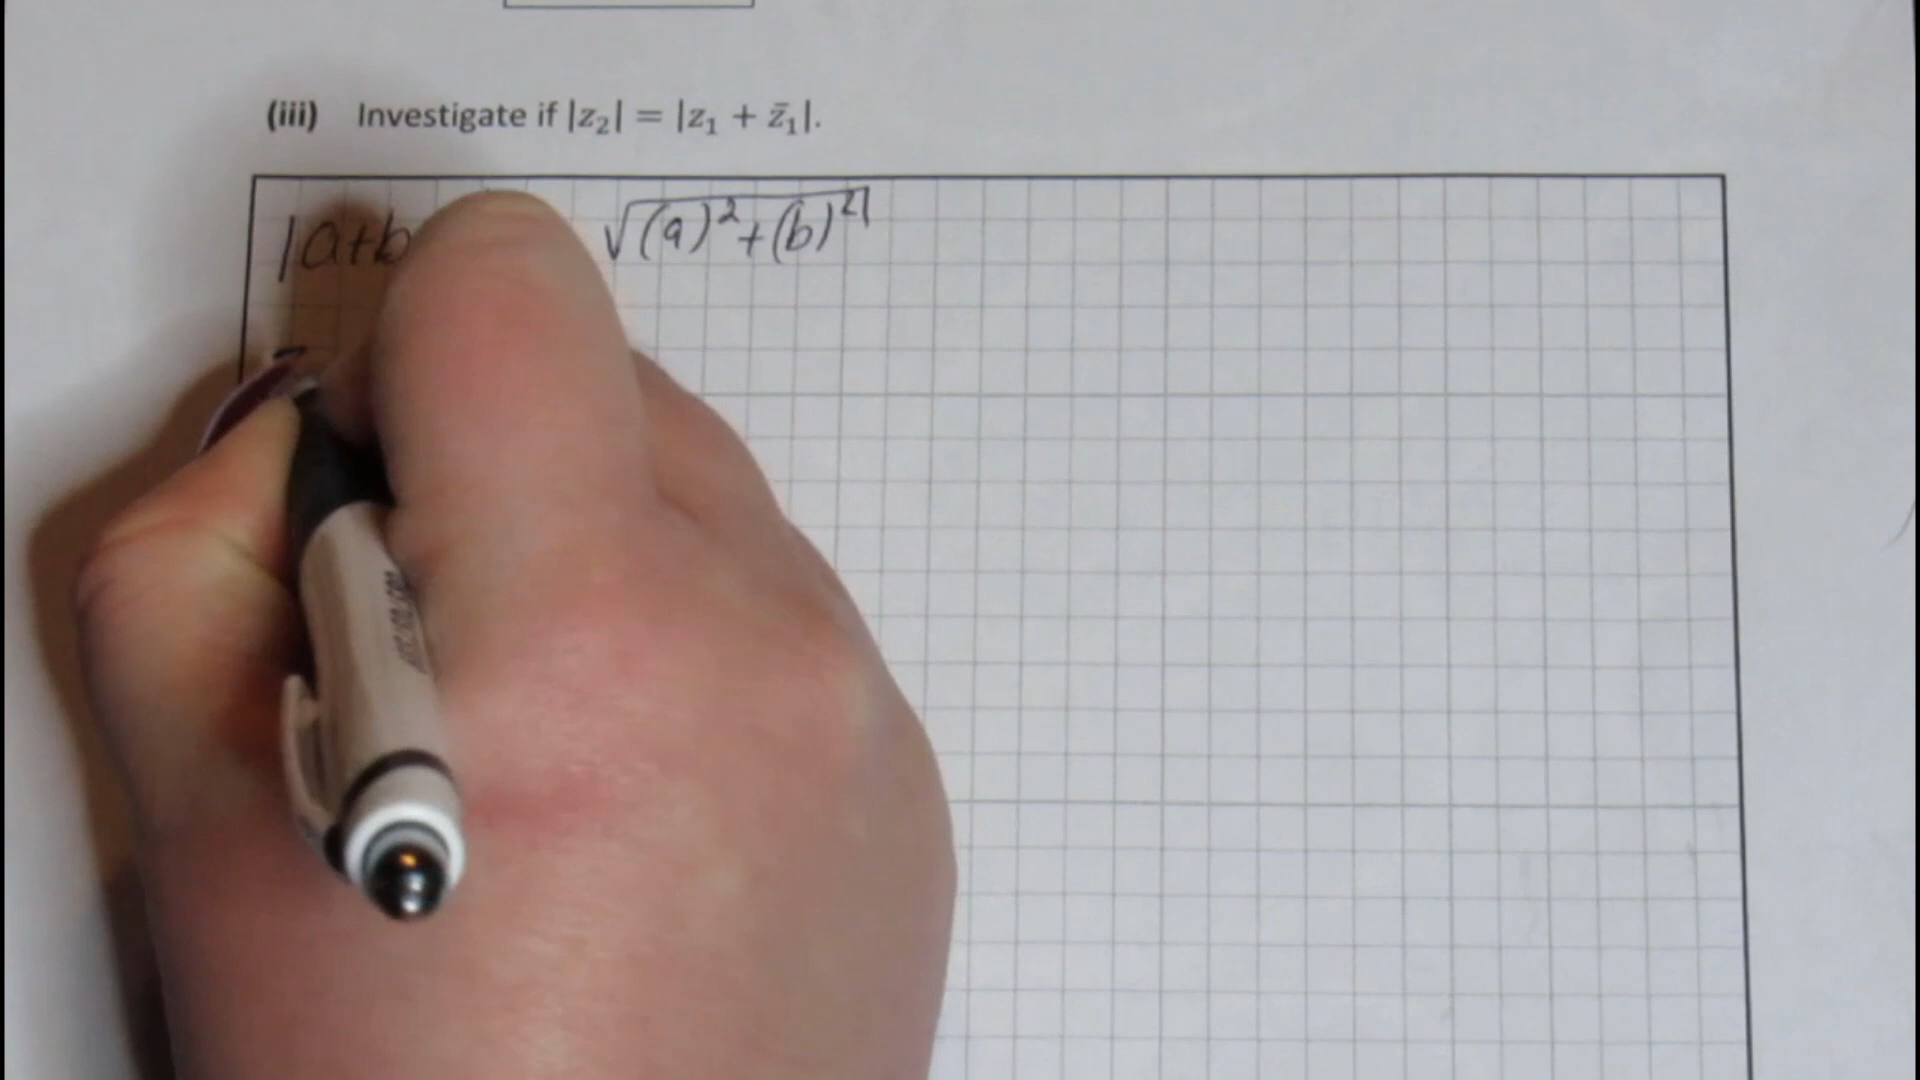 (iii) Investigate if |z₂| = |z₁ + z̄₁|.
|a+b √(a)²+(b)²